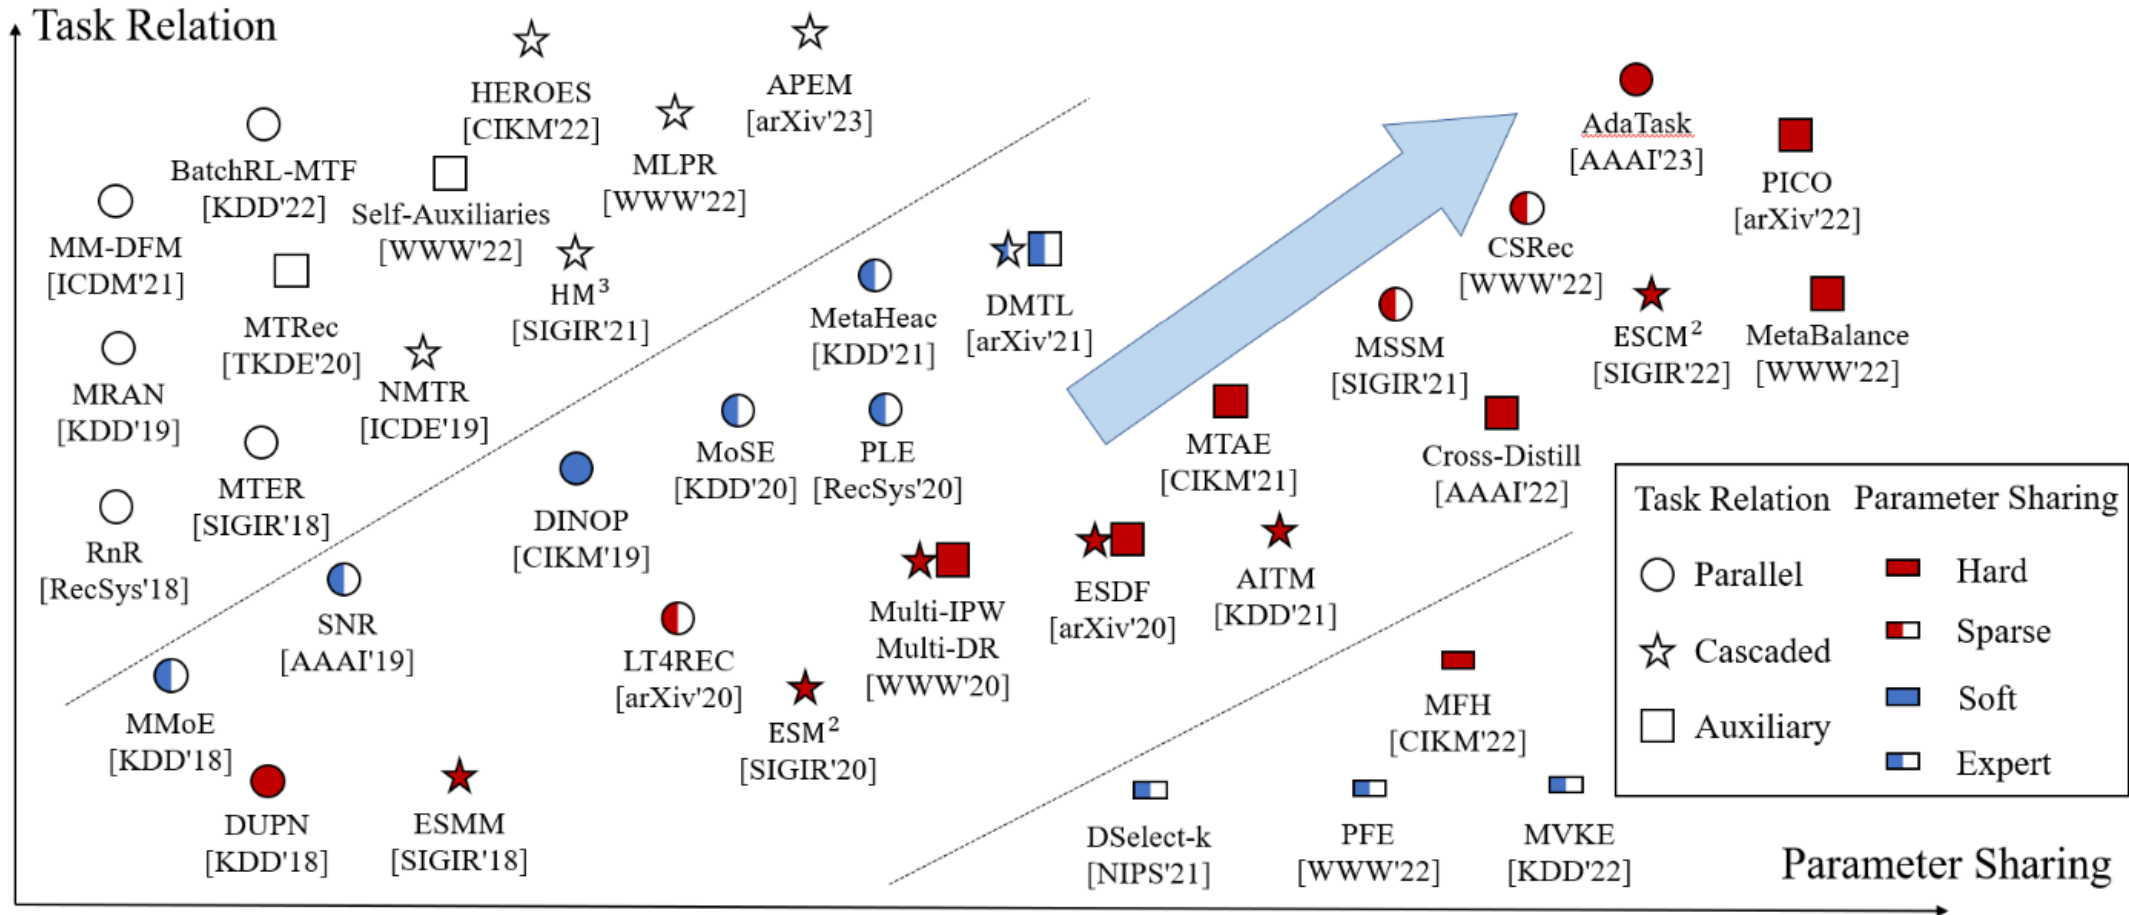 Task Relation
HEROES
[CIKM'22]
APEM
[arXiv'23]
MLPR
[WWW'22]
BatchRL-MTF
[KDD'22]
Self-Auxiliaries
[WWW'22]
MM-DFM
[ICDM'21]
MTRec
[TKDE'20]
HM³
[SIGIR'21]
MRAN
[KDD'19]
NMTR
[ICDE'19]
MTER
[SIGIR'18]
RnR
[RecSys'18]
AdaTask
[AAAI'23]
PICO
[arXiv'22]
CSRec
[WWW'22]
MetaHeac
[KDD'21]
DMTL
[arXiv'21]
MSSM
[SIGIR'21]
ESCM²
[SIGIR'22]
MetaBalance
[WWW'22]
MoSE
[KDD'20]
PLE
[RecSys'20]
MTAE
[CIKM'21]
Cross-Distill
[AAAI'22]
DINOP
[CIKM'19]
SNR
[AAAI'19]
LT4REC
[arXiv'20]
Multi-IPW
Multi-DR
[WWW'20]
ESDF
[arXiv'20]
AITM
[KDD'21]
MMoE
[KDD'18]
ESM²
[SIGIR'20]
DUPN
[KDD'18]
ESMM
[SIGIR'18]
MFH
[CIKM'22]
DSelect-k
[NIPS'21]
PFE
[WWW'22]
MVKE
[KDD'22]
Task Relation
Parallel
Cascaded
Auxiliary
Parameter Sharing
Hard
Sparse
Soft
Expert
Parameter Sharing